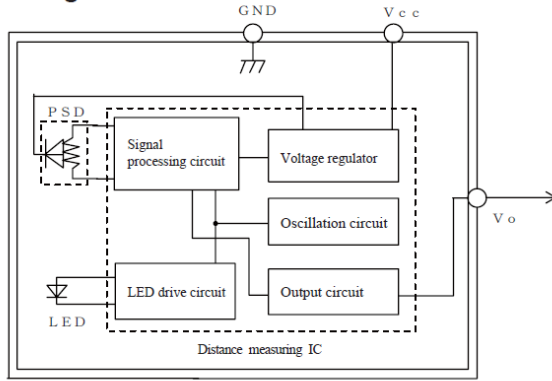 GND
Vcc
PSD
Signal
processing circuit
Voltage regulator
Oscillation circuit
Vo
LED drive circuit
Output circuit
LED
Distance measuring IC